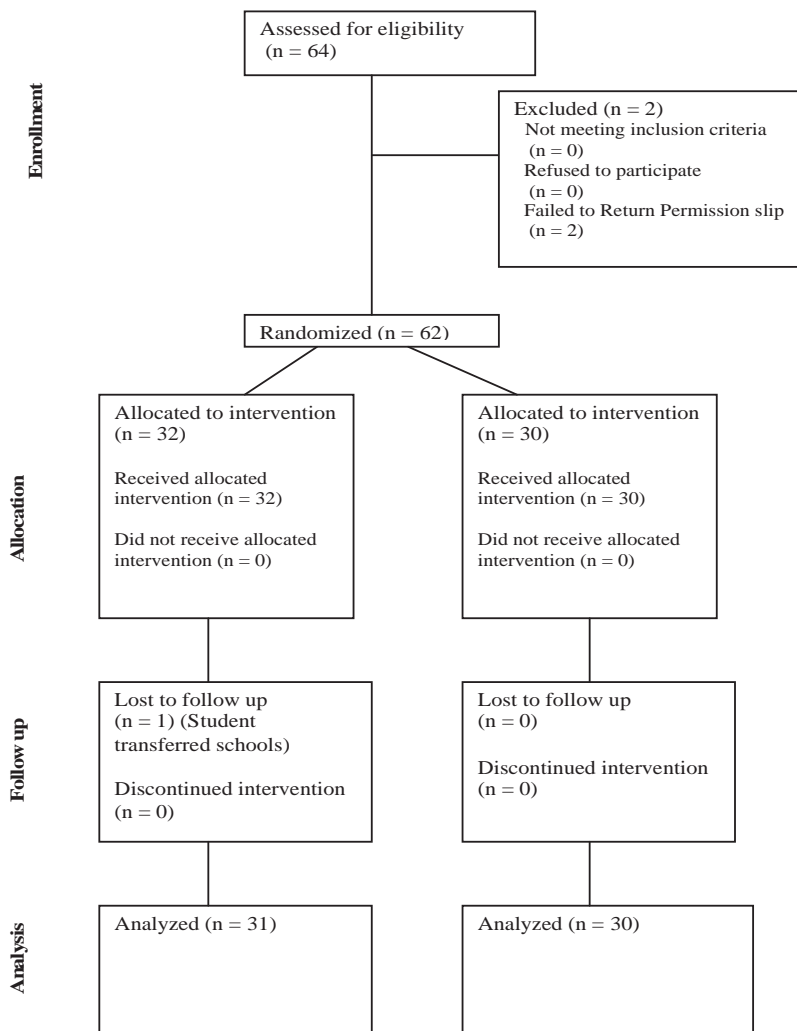 Assessed for eligibility
(n = 64)
Enrollment
Excluded (n = 2)
Not meeting inclusion criteria
(n = 0)
Refused to participate
(n = 0)
Failed to Return Permission slip
(n = 2)
Randomized (n = 62)
Allocation
Allocated to intervention
(n = 32)
Received allocated
intervention (n = 32)
Did not receive allocated
intervention (n = 0)
Allocated to intervention
(n = 30)
Received allocated
intervention (n = 30)
Did not receive allocated
intervention (n = 0)
Follow up
Lost to follow up
(n = 1) (Student
transferred schools)
Discontinued intervention
(n = 0)
Lost to follow up
(n = 0)
Discontinued intervention
(n = 0)
Analysis
Analyzed (n = 31)
Analyzed (n = 30)